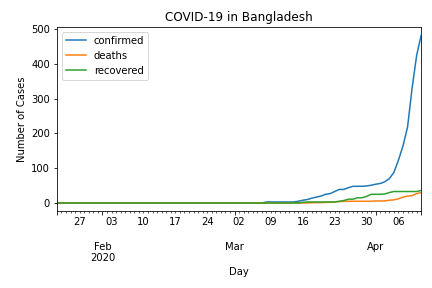 COVID-19 in Bangladesh
500
400
300
200
100
0
Number of Cases
confirmed
deaths
recovered
27 03 10 17 24 02 09 16 23 30 06
Feb Mar Apr
2020
Day